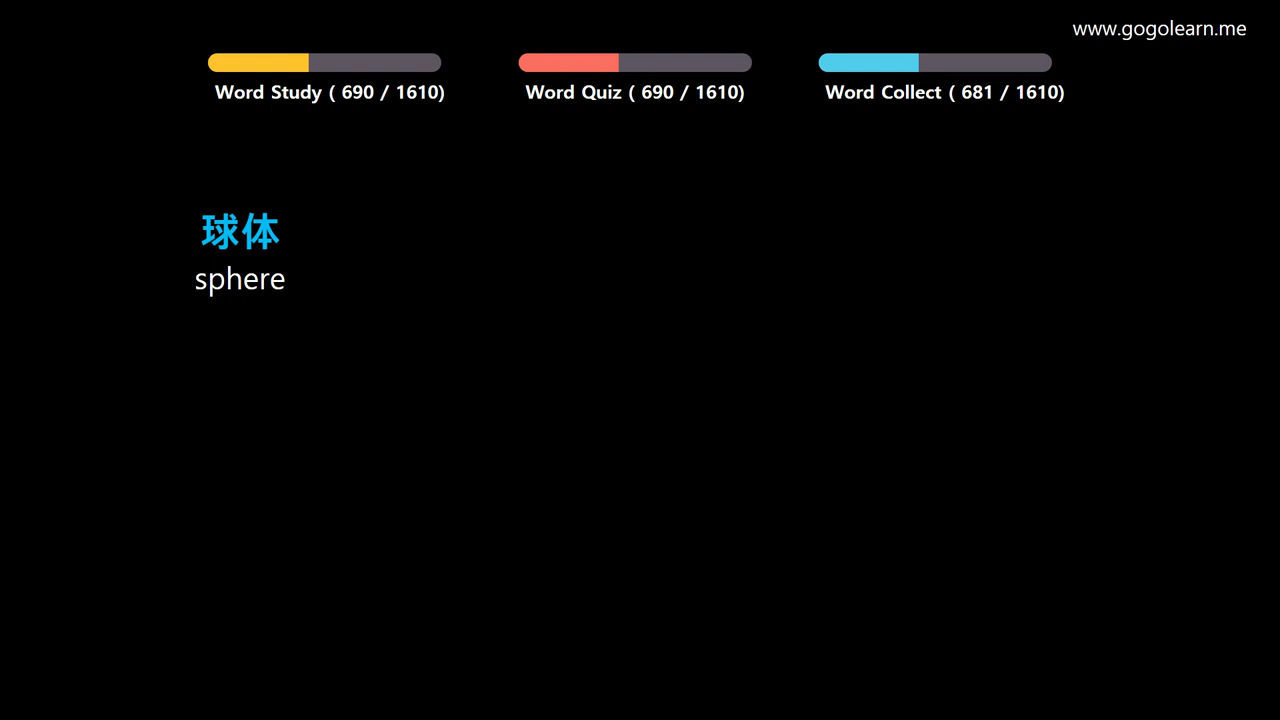 www.gogolearn.me
Word Study ( 690 / 1610)
Word Quiz ( 690 / 1610)
Word Collect ( 681 / 1610)
球体
sphere